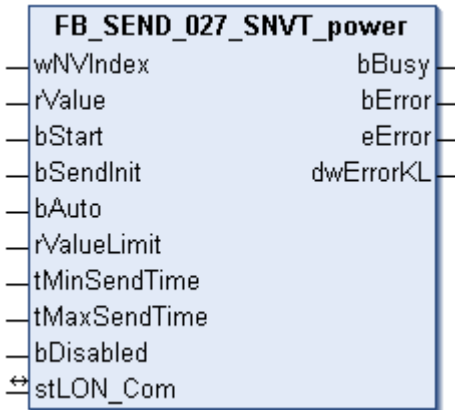 FB_SEND_027_SNVT_power
wNVIndex bBusy
rValue bError
bStart eError
bSendInit dwErrorKL
bAuto
rValueLimit
tMinSendTime
tMaxSendTime
bDisabled
stLON_Com